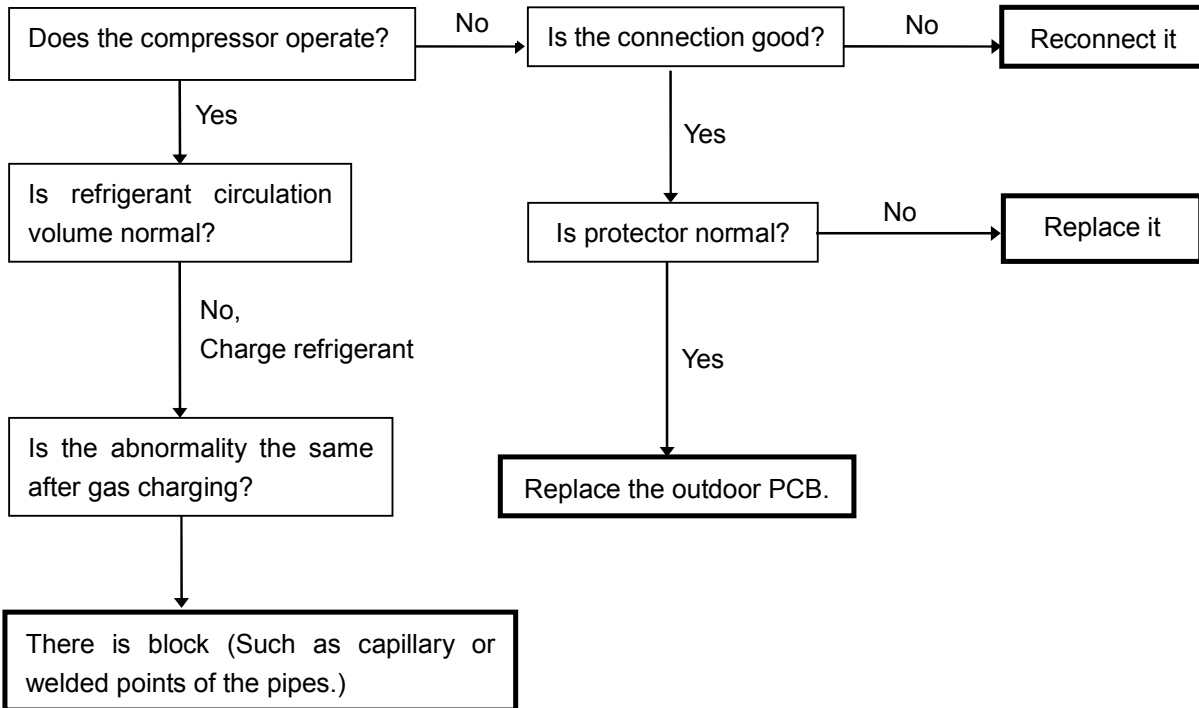 Does the compressor operate?
No
Is the connection good?
No
Reconnect it
Yes
Yes
Is refrigerant circulation
volume normal?
Is protector normal?
No
Replace it
No,
Charge refrigerant
Yes
Is the abnormality the same
after gas charging?
Replace the outdoor PCB.
There is block (Such as capillary or
welded points of the pipes.)